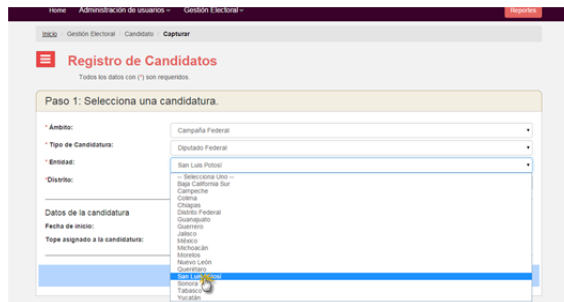 Home Administración de usuarios Gestión Electoral Reportes
Inicio Gestión Electoral Candidato Capturar
Registro de Candidatos
Todos los datos con (*) son requeridos.
Paso 1: Selecciona una candidatura.
* Ámbito: Campaña Federal
* Tipo de Candidatura: Diputado Federal
* Entidad: San Luis Potosí
*Distrito:
-- Selecciona Uno --
Baja California Sur
Campeche
Colima
Chiapas
Distrito Federal
Guanajuato
Guerrero
Jalisco
México
Michoacán
Morelos
Nuevo León
Querétaro
San Luis Potosí
Sonora
Tabasco
Yucatán
Datos de la candidatura
Fecha de inicio:
Tope asignado a la candidatura: